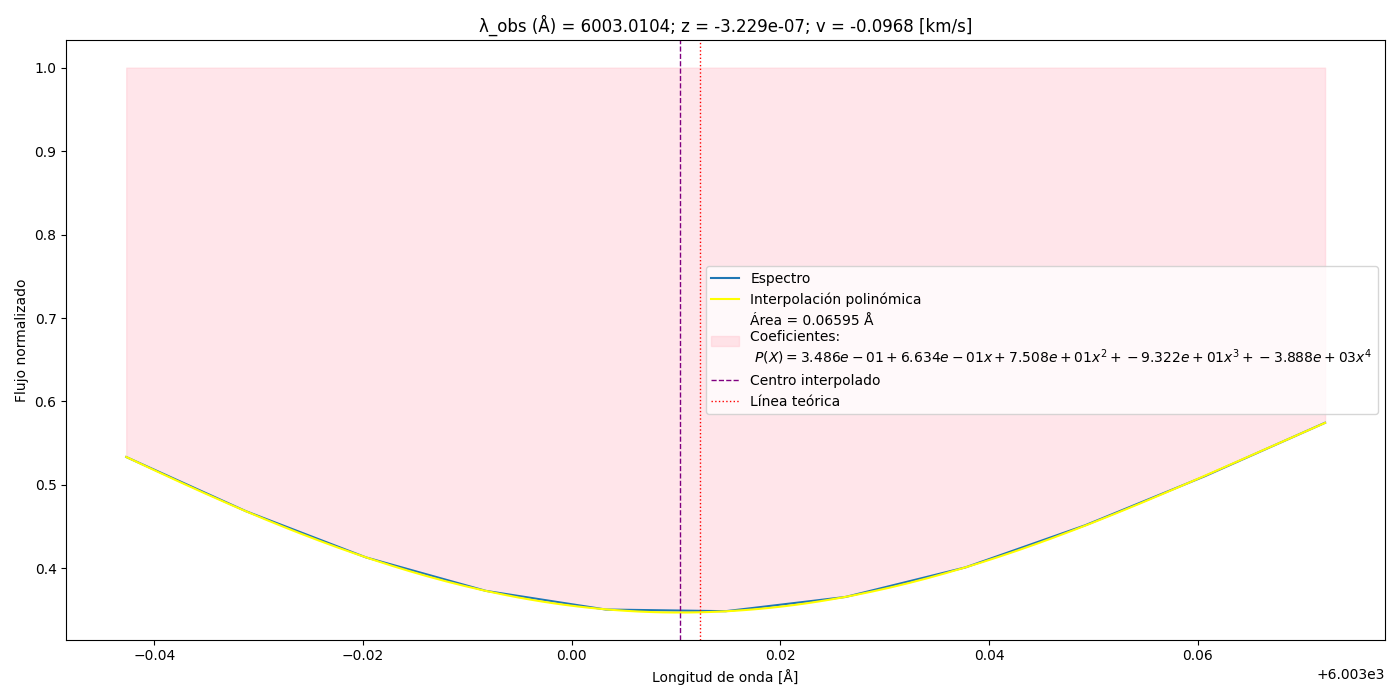 λ_obs (Å) = 6003.0104; z = -3.229e-07; v = -0.0968 [km/s]
Flujo normalizado
1.0
0.9
0.8
0.7
0.6
0.5
0.4
Espectro
Interpolación polinómica
Área = 0.06595 Å
Coeficientes:
P(X) = 3.486e − 01 + 6.634e − 01x + 7.508e + 01x² + −9.322e + 01x³ + −3.888e + 03x⁴
Centro interpolado
Línea teórica
−0.04 −0.02 0.00 0.02 0.04 0.06
+6.003e3
Longitud de onda [Å]